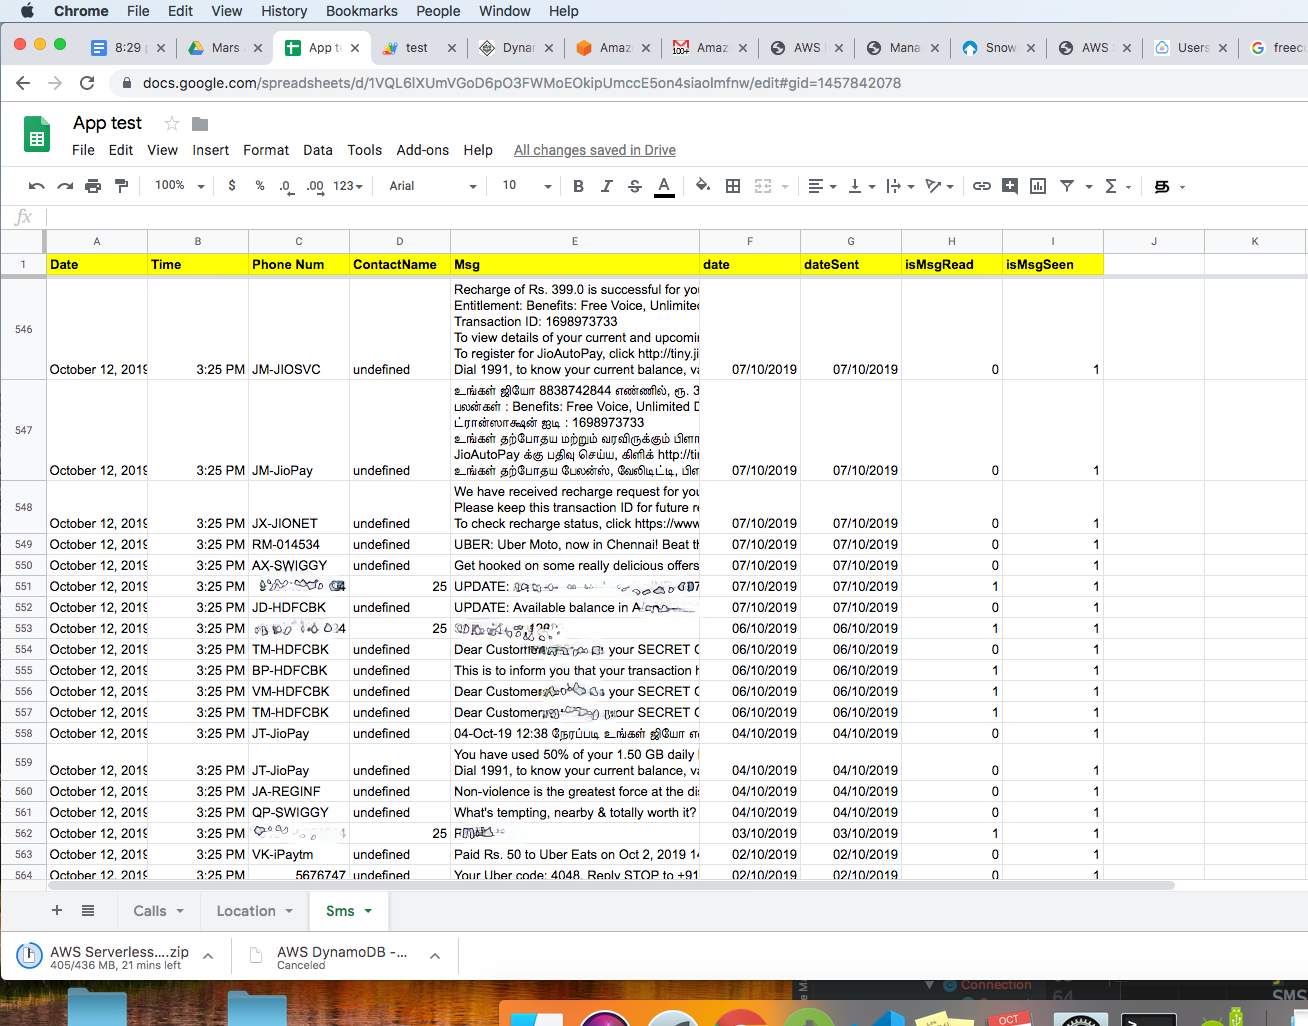 Chrome File Edit View History Bookmarks People Window Help
8:29 Mars App te test Dynar Amaz Amaz AWS Mana Snow AWS Users freec
docs.google.com/spreadsheets/d/1VQL6lXUmVGoD6pO3FWMoEOkipUmccE5on4siaolmfnw/edit#gid=1457842078
App test
File Edit View Insert Format Data Tools Add-ons Help All changes saved in Drive
100% $ % .0 .00 123 Arial 10 B I S A
fx
A B C D E F G H I J K
1 Date Time Phone Num ContactName Msg date dateSent isMsgRead isMsgSeen
Recharge of Rs. 399.0 is successful for you
Entitlement: Benefits: Free Voice, Unlimited
Transaction ID: 1698973733
To view details of your current and upcomin
To register for JioAutoPay, click http://tiny.ji
546 October 12, 2019 3:25 PM JM-JIOSVC undefined Dial 1991, to know your current balance, va 07/10/2019 07/10/2019 0 1
உங்கள் ஜியோ 8838742844 எண்ணில், ரூ. 3
பலன்கள் : Benefits: Free Voice, Unlimited D
ட்ரான்ஸாக்ஷன் ஐடி : 1698973733
உங்கள் தற்போதய மற்றும் வரவிருக்கும் பிளா
JioAutoPay க்கு பதிவு செய்ய, கிளிக் http://ti
547 October 12, 2019 3:25 PM JM-JioPay undefined உங்கள் தற்போதய பேலன்ஸ், வேலிடிட்டி, பிள 07/10/2019 07/10/2019 0 1
We have received recharge request for you
Please keep this transaction ID for future re
548 October 12, 2019 3:25 PM JX-JIONET undefined To check recharge status, click https://www 07/10/2019 07/10/2019 0 1
549 October 12, 2019 3:25 PM RM-014534 undefined UBER: Uber Moto, now in Chennai! Beat th 07/10/2019 07/10/2019 0 1
550 October 12, 2019 3:25 PM AX-SWIGGY undefined Get hooked on some really delicious offers 07/10/2019 07/10/2019 0 1
551 October 12, 2019 3:25 PM 25 UPDATE: 07/10/2019 07/10/2019 1 1
552 October 12, 2019 3:25 PM JD-HDFCBK undefined UPDATE: Available balance in A/ 07/10/2019 07/10/2019 0 1
553 October 12, 2019 3:25 PM 25 06/10/2019 06/10/2019 1 1
554 October 12, 2019 3:25 PM TM-HDFCBK undefined Dear Customer your SECRET 06/10/2019 06/10/2019 0 1
555 October 12, 2019 3:25 PM BP-HDFCBK undefined This is to inform you that your transaction h 06/10/2019 06/10/2019 1 1
556 October 12, 2019 3:25 PM VM-HDFCBK undefined Dear Customer your SECRET 06/10/2019 06/10/2019 1 1
557 October 12, 2019 3:25 PM TM-HDFCBK undefined Dear Customer your SECRET 06/10/2019 06/10/2019 1 1
558 October 12, 2019 3:25 PM JT-JioPay undefined 04-Oct-19 12:38 நேரப்படி உங்கள் ஜியோ எ 04/10/2019 04/10/2019 0 1
You have used 50% of your 1.50 GB daily
559 October 12, 2019 3:25 PM JT-JioPay undefined Dial 1991, to know your current balance, va 04/10/2019 04/10/2019 0 1
560 October 12, 2019 3:25 PM JA-REGINF undefined Non-violence is the greatest force at the dis 04/10/2019 04/10/2019 0 1
561 October 12, 2019 3:25 PM QP-SWIGGY undefined What's tempting, nearby & totally worth it? 04/10/2019 04/10/2019 0 1
562 October 12, 2019 3:25 PM 25 03/10/2019 03/10/2019 1 1
563 October 12, 2019 3:25 PM VK-iPaytm undefined Paid Rs. 50 to Uber Eats on Oct 2, 2019 14 02/10/2019 02/10/2019 0 1
564 October 12, 2019 3:25 PM 5676747 undefined Your Uber code: 4048. Reply STOP to +91 02/10/2019 02/10/2019 0 1
Calls Location Sms
AWS Serverless....zip AWS DynamoDB -...
405/436 MB, 21 mins left Canceled
Connection
64 SMS
OCT